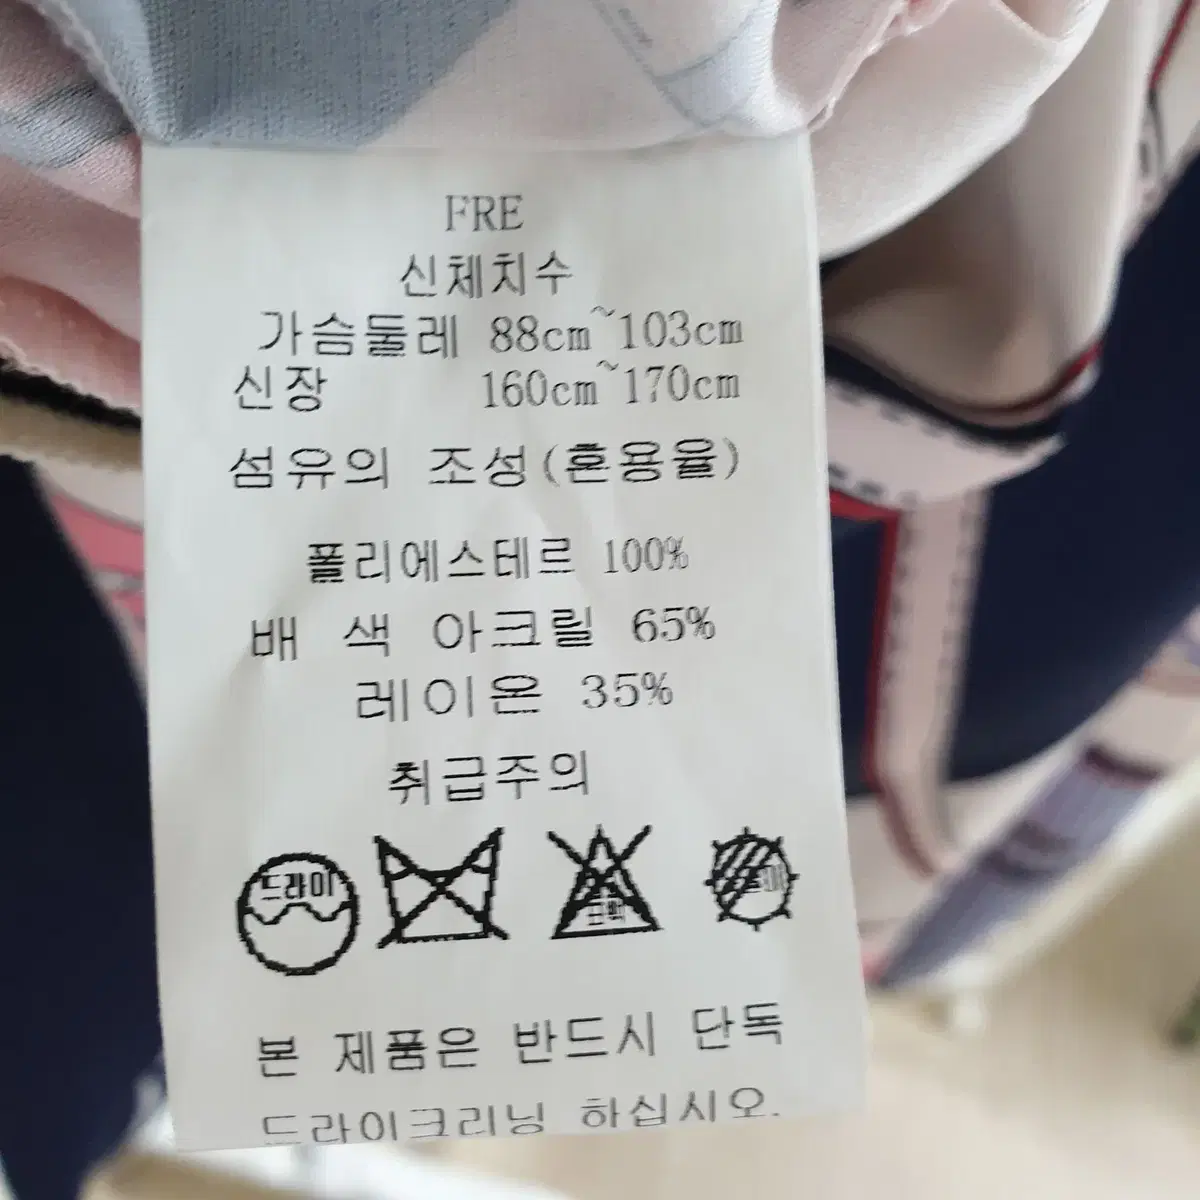 FRE
신체치수
가슴둘레 88cm~103cm
신장 160cm~170cm
섬유의 조성(혼용율)
폴리에스테르 100%
배 색 아크릴 65%
레이온 35%
취급주의
드라이
본 제품은 반드시 단독
드라이크리닝 하십시오.